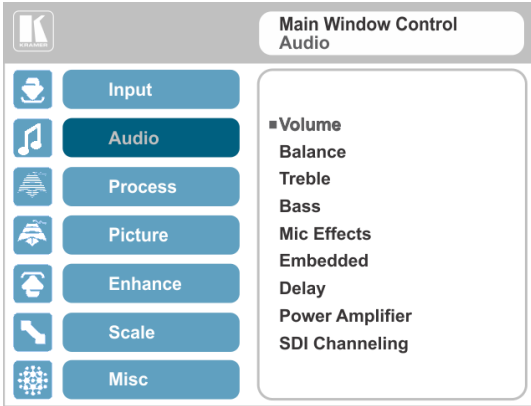 KRAMER
Main Window Control
Audio
Input
Audio
Process
Picture
Enhance
Scale
Misc
Volume
Balance
Treble
Bass
Mic Effects
Embedded
Delay
Power Amplifier
SDI Channeling